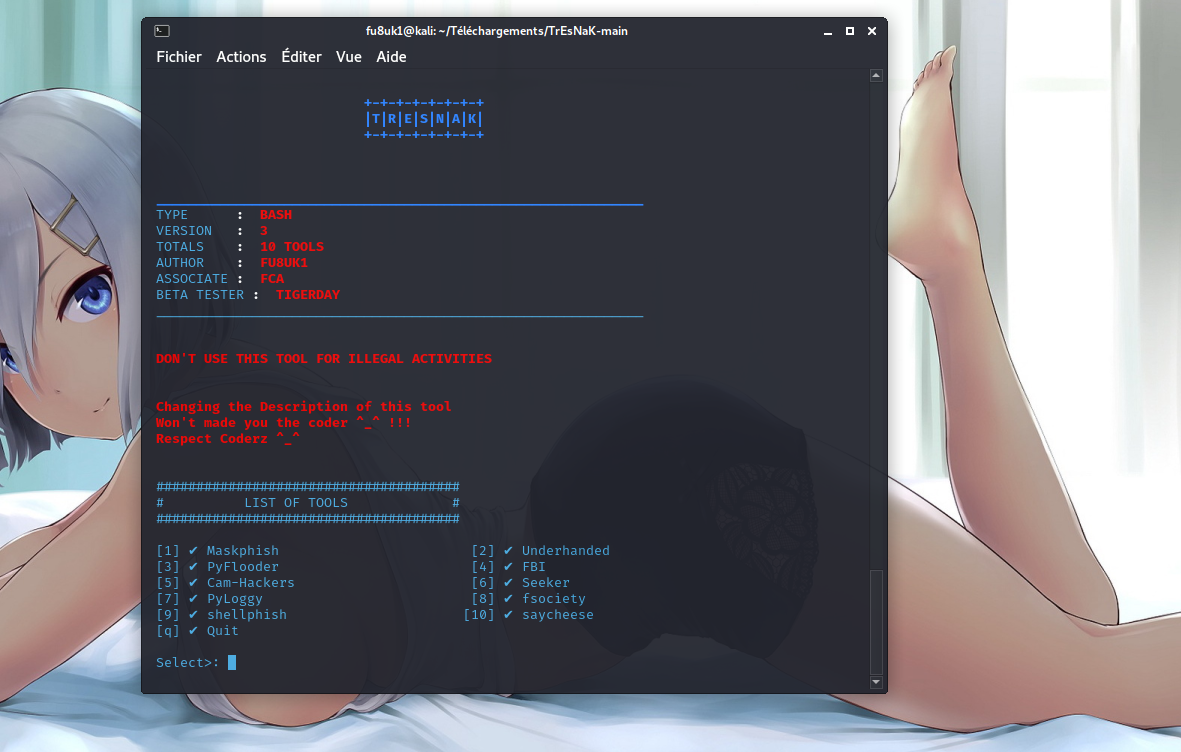 fu8uk1@kali: ~/Téléchargements/TrEsNaK-main
Fichier Actions Éditer Vue Aide
+-+-+-+-+-+-+-+
|T|R|E|S|N|A|K|
+-+-+-+-+-+-+-+
TYPE : BASH
VERSION : 3
TOTALS : 10 TOOLS
AUTHOR : FU8UK1
ASSOCIATE : FCA
BETA TESTER : TIGERDAY
DON'T USE THIS TOOL FOR ILLEGAL ACTIVITIES
Changing the Description of this tool
Won't made you the coder ^_^ !!!
Respect Coderz ^_^
######################################
# LIST OF TOOLS #
######################################
[1] ✔ Maskphish [2] ✔ Underhanded
[3] ✔ PyFlooder [4] ✔ FBI
[5] ✔ Cam-Hackers [6] ✔ Seeker
[7] ✔ PyLoggy [8] ✔ fsociety
[9] ✔ shellphish [10] ✔ saycheese
[q] ✔ Quit
Select>: